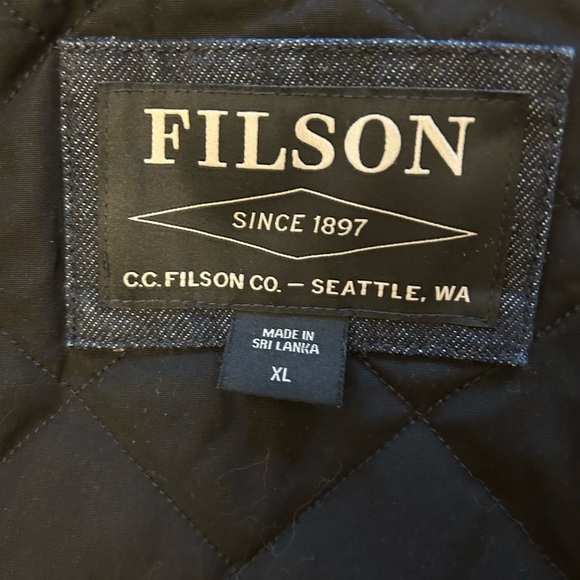 FILSON
SINCE 1897
C.C. FILSON CO. — SEATTLE, WA
MADE IN
SRI LANKA
XL